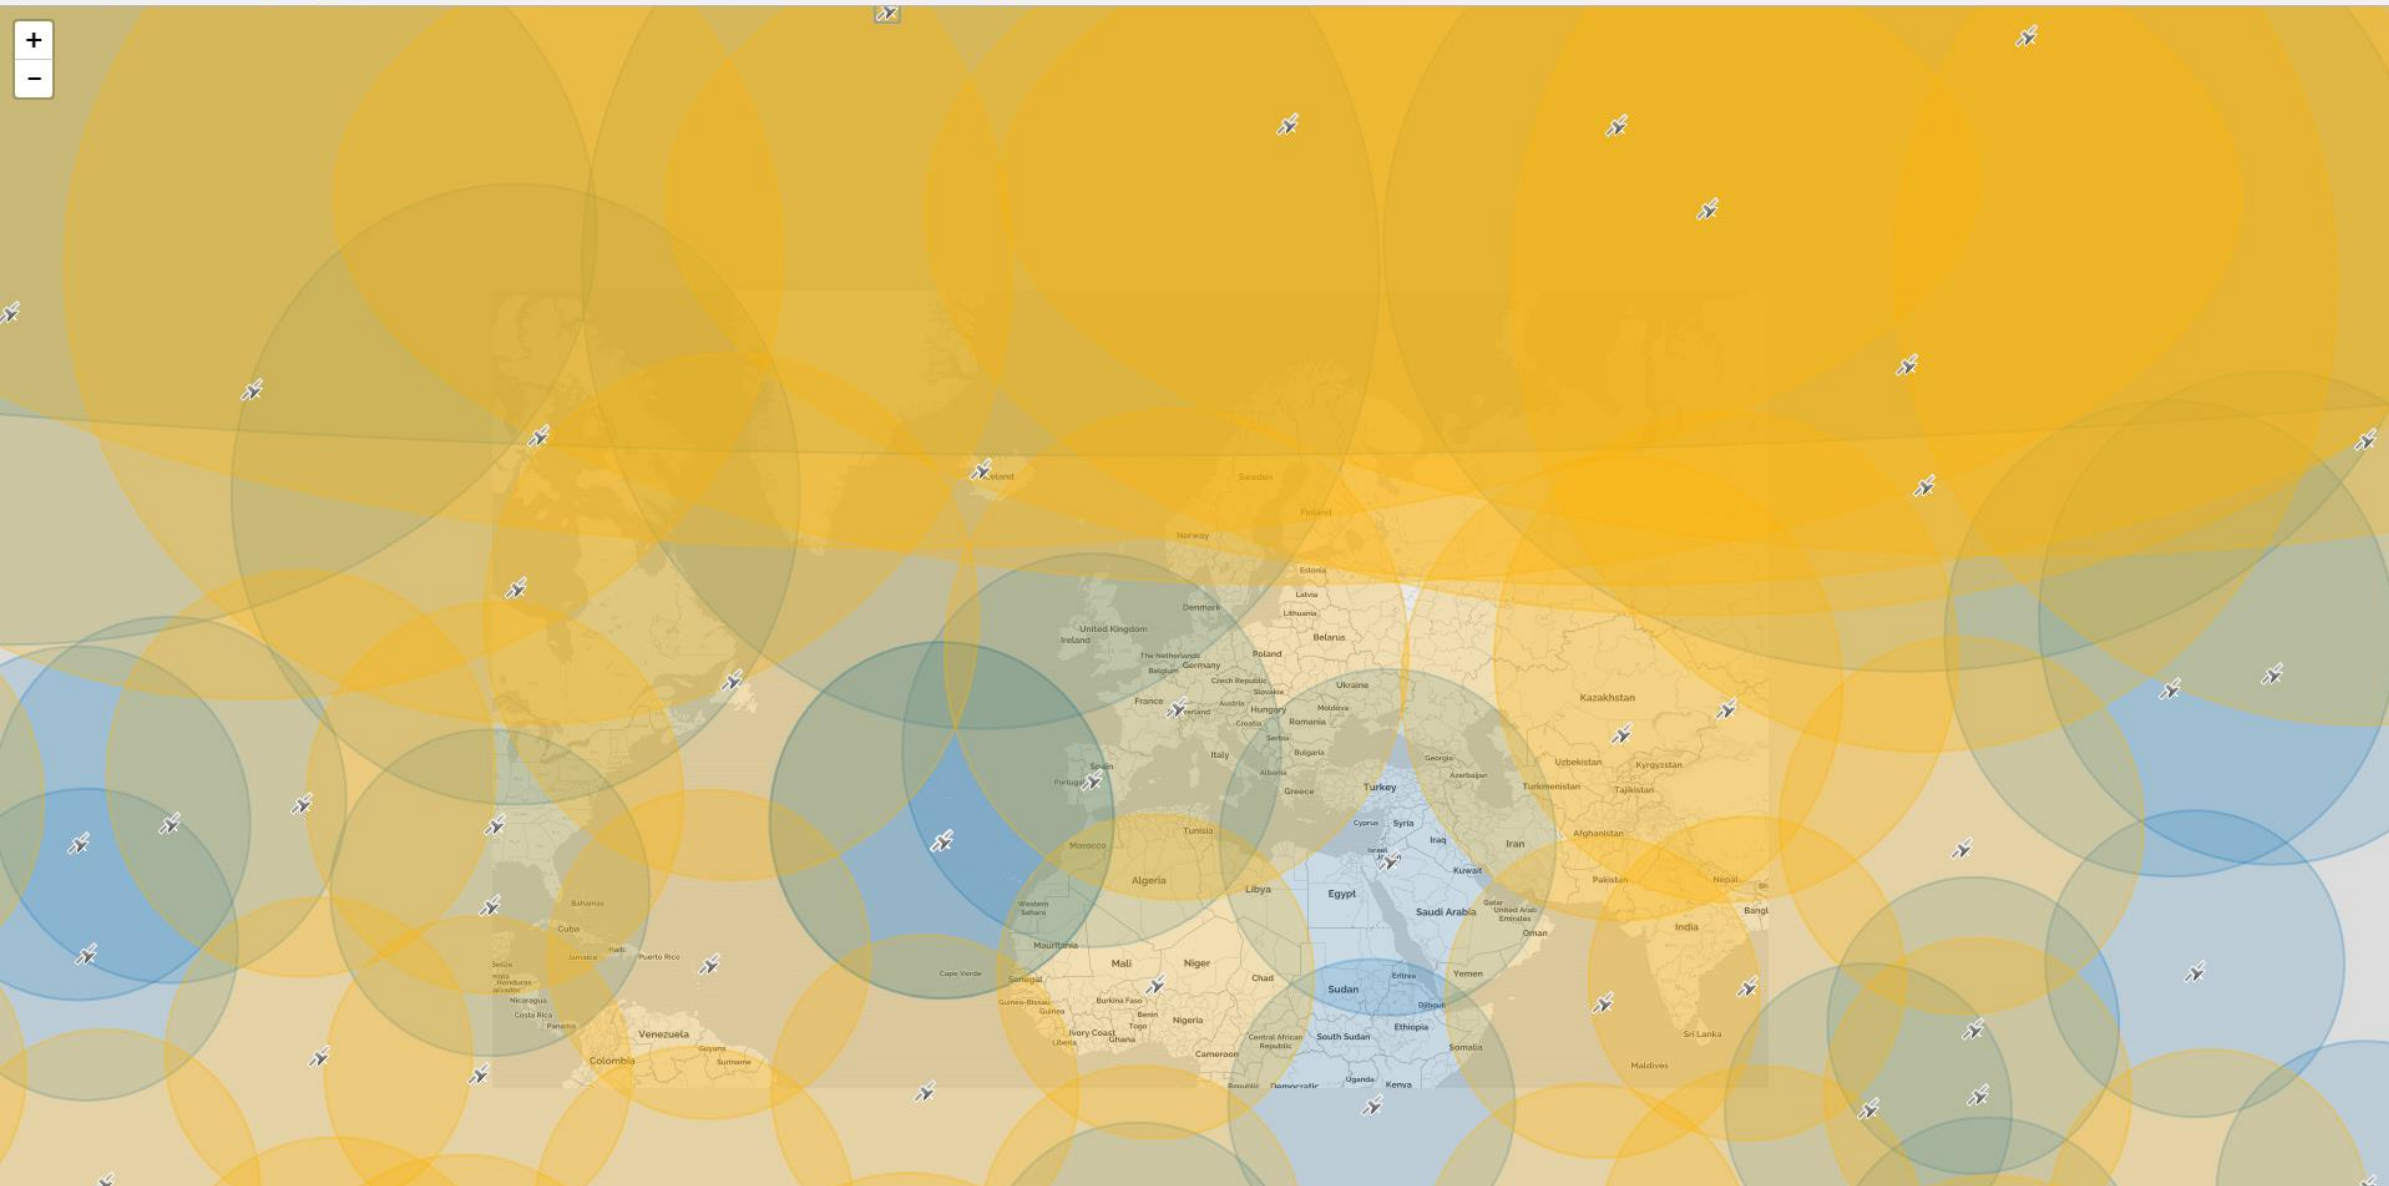 +
−
Iceland
Sweden
Finland
Norway
Estonia
Latvia
Denmark
Lithuania
United Kingdom
Belarus
Ireland
The Netherlands
Poland
Germany
Belgium
Czech Republic
Ukraine
Slovakia
Kazakhstan
France
Austria
erland
Hungary
Moldova
Croatia
Romania
Serbia
Bulgaria
Italy
Georgia
Uzbekistan
Kyrgyzstan
Spain
Albania
Azerbaijan
Portugal
Greece
Turkey
Turkmenistan
Tajikistan
Cyprus
Syria
Tunisia
Afghanistan
Morocco
Iraq
Iran
Israel
Algeria
Libya
Kuwait
Pakistan
Nepal
Egypt
Bahamas
Western
Sahara
Saudi Arabia
Qatar
United Arab
Emirates
Bangl
Cuba
Oman
India
Haiti
Mauritania
Jamaica
Puerto Rico
Belize
Mali
Niger
Cape Verde
Senegal
Chad
Eritrea
Yemen
Honduras
Sudan
Nicaragua
Burkina Faso
Guinea-Bissau
Guinea
Djibouti
Costa Rica
Benin
Panama
Nigeria
Togo
Ethiopia
Venezuela
Ivory Coast
Ghana
Liberia
Central African
Republic
South Sudan
Somalia
Sri Lanka
Guyana
Cameroon
Colombia
Suriname
Maldives
Republic
Democratic
Uganda
Kenya